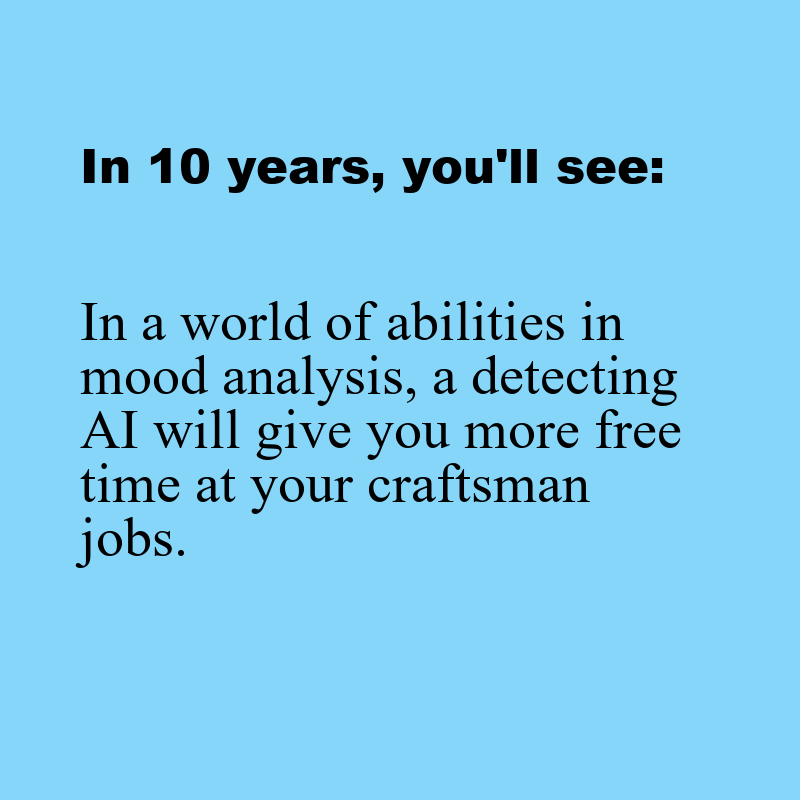 In 10 years, you'll see:
In a world of abilities in
mood analysis, a detecting
AI will give you more free
time at your craftsman
jobs.